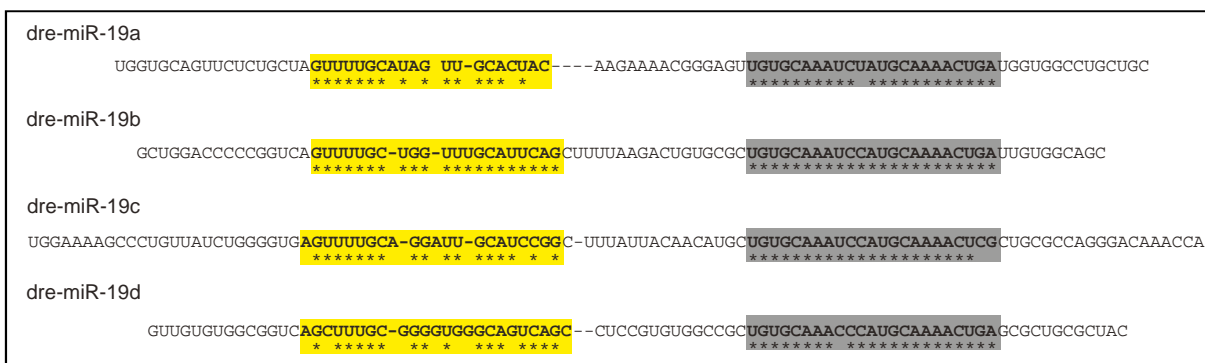 dre-miR-19a
UGGUGCAGUUCUCUGCUAGUUUUGCAUAG UU-GCACUAC----AAGAAAACGGGAGUUGUGCAAAUCUAUGCAAAACUGAUGGUGGCCUGCUGC
******* * * ** *** * ********** ************
dre-miR-19b
GCUGGACCCCCGGUCAGUUUUGC-UGG-UUUGCAUUCAGCUUUUAAGACUGUGCGCUGUGCAAAUCCAUGCAAAACUGAUUGUGGCAGC
******* *** *********** ***********************
dre-miR-19c
UGGAAAAGCCCUGUUAUCUGGGGUGAGUUUUGCA-GGAUU-GCAUCCGGC-UUUAUUACAACAUGCUGUGCAAAUCCAUGCAAAACUCGCUGCGCCAGGGACAAACCA
******* ** ** **** * * *********************
dre-miR-19d
GUUGUGUGGCGGUCAGCUUUGC-GGGGUGGGCAGUCAGC--CUCCGUGUGGCCGCUGUGCAAACCCAUGCAAAACUGAGCGCUGCGCUAC
* ***** ** * *** **** ******** **************